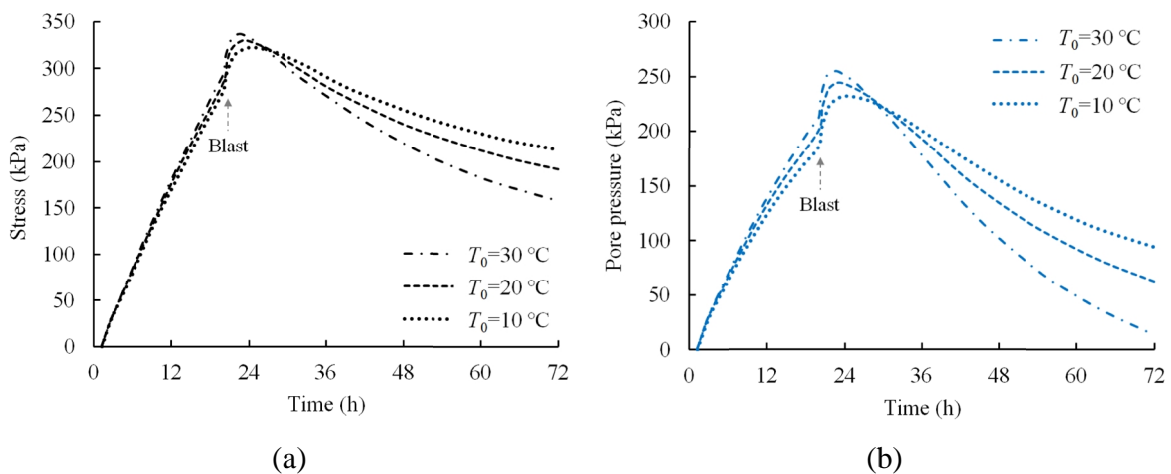 350
300
250
200
150
100
50
0
Stress (kPa)
Blast
T0=30 °C
T0=20 °C
T0=10 °C
0 12 24 36 48 60 72
Time (h)
(a)
300
250
200
150
100
50
0
Pore pressure (kPa)
T0=30 °C
T0=20 °C
T0=10 °C
Blast
0 12 24 36 48 60 72
Time (h)
(b)